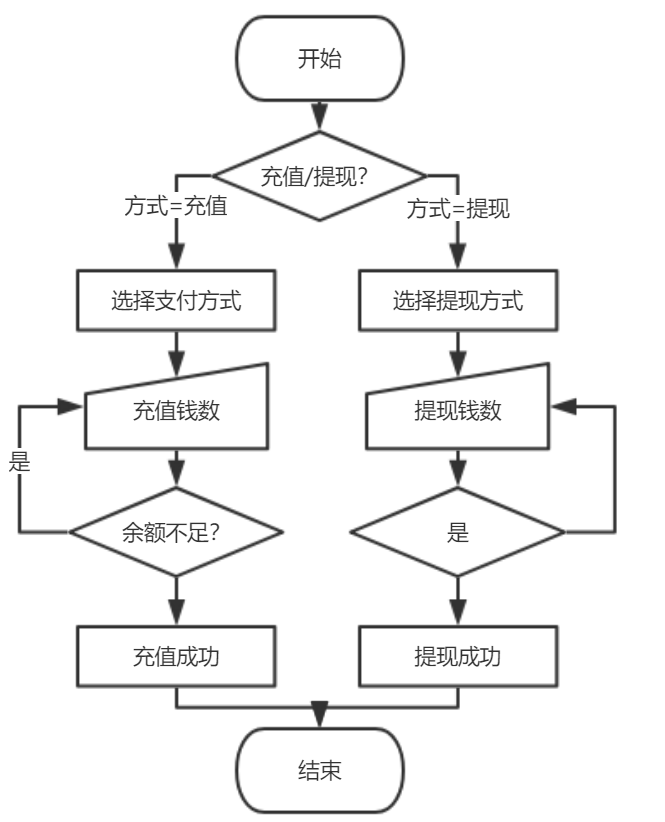 开始
充值/提现?
方式=充值
方式=提现
选择支付方式
选择提现方式
充值钱数
提现钱数
是
余额不足?
是
充值成功
提现成功
结束